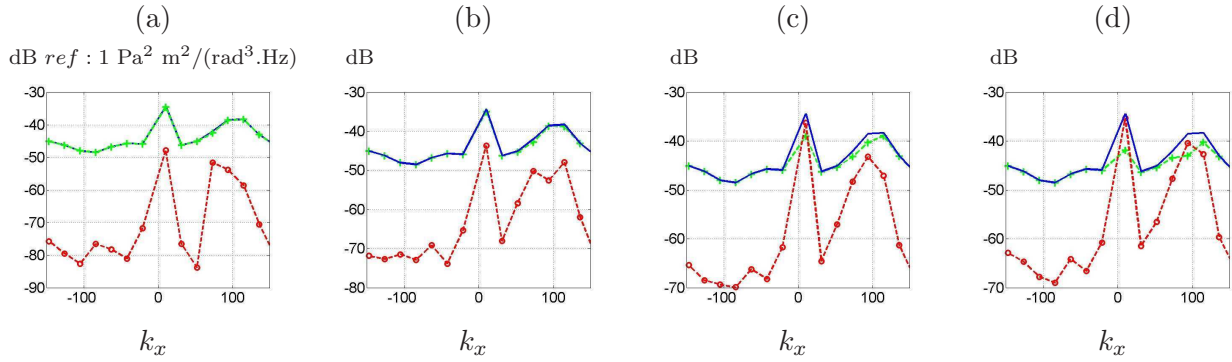 (a) (b) (c) (d)
dB ref : 1 Pa² m²/(rad³.Hz) dB dB dB
-30 -30 -30 -30
-40 -40 -40 -40
-50 -50 -50 -50
-60 -60 -60 -60
-70 -70
-80 -80
-90 -90 -70 -70
-100 0 100 -100 0 100 -100 0 100 -100 0 100
kₓ kₓ kₓ kₓ